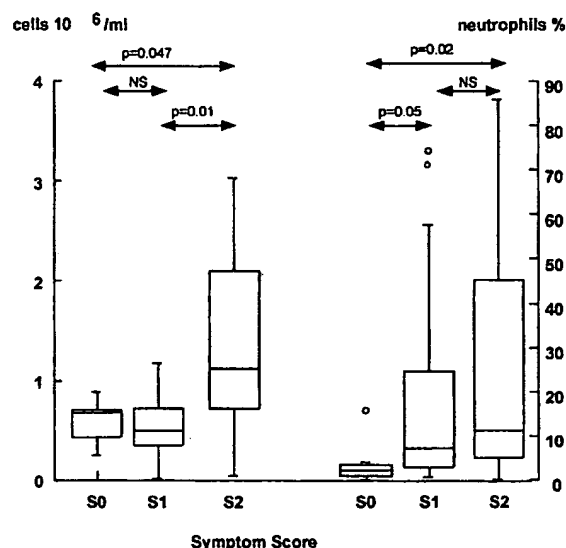 cells 10 6/ml neutrophils %
p=0.047 p=0.02
NS NS
p=0.01 p=0.05
4 90
80
3 70
60
2 50
40
1 30
20
10
0 0
S0 S1 S2 S0 S1 S2
Symptom Score